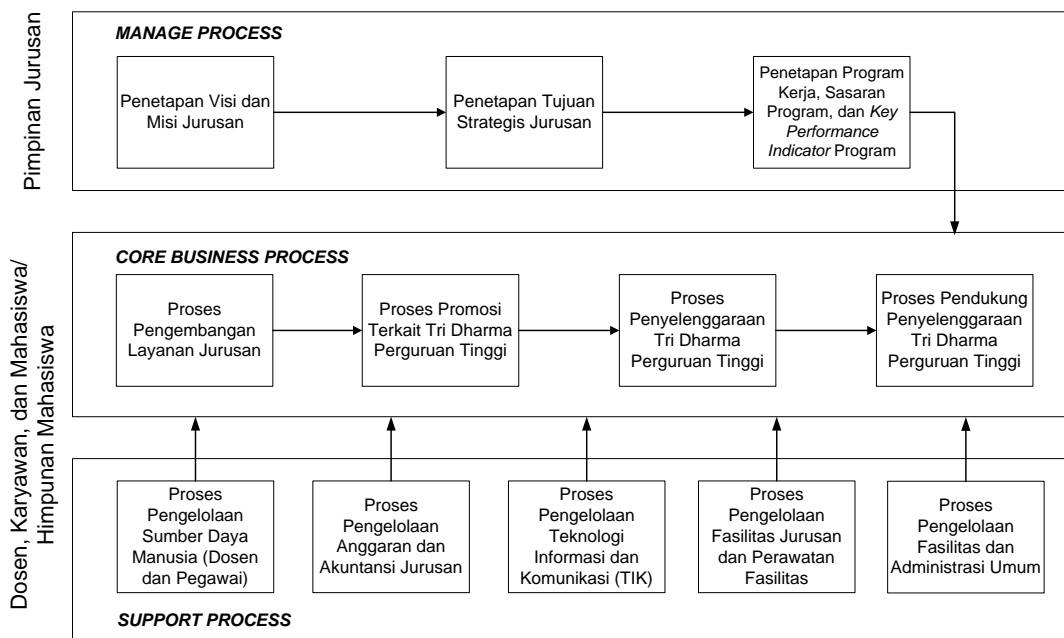 Pimpinan Jurusan
MANAGE PROCESS
Penetapan Visi dan
Misi Jurusan
Penetapan Tujuan
Strategis Jurusan
Penetapan Program
Kerja, Sasaran
Program, dan Key
Performance
Indicator Program
Dosen, Karyawan, dan Mahasiswa/
Himpunan Mahasiswa
CORE BUSINESS PROCESS
Proses
Pengembangan
Layanan Jurusan
Proses Promosi
Terkait Tri Dharma
Perguruan Tinggi
Proses
Penyelenggaraan
Tri Dharma
Perguruan Tinggi
Proses Pendukung
Penyelenggaraan
Tri Dharma
Perguruan Tinggi
Proses
Pengelolaan
Sumber Daya
Manusia (Dosen
dan Pegawai)
Proses
Pengelolaan
Anggaran dan
Akuntansi Jurusan
Proses
Pengelolaan
Teknologi
Informasi dan
Komunikasi (TIK)
Proses
Pengelolaan
Fasilitas Jurusan
dan Perawatan
Fasilitas
Proses
Pengelolaan
Fasilitas dan
Administrasi Umum
SUPPORT PROCESS